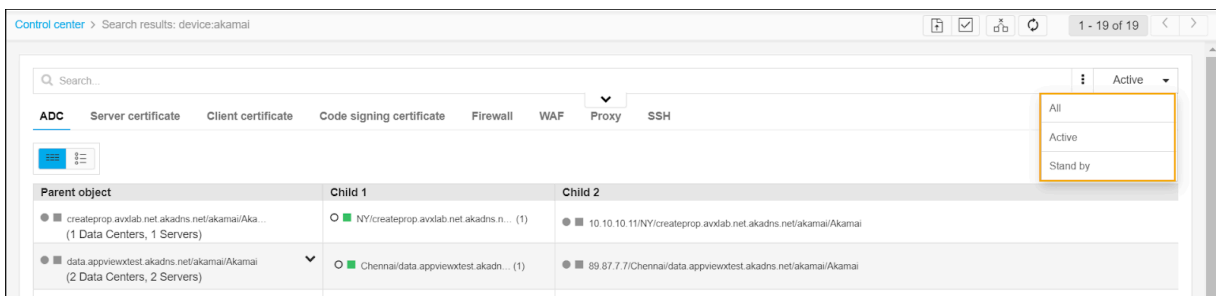 Control center > Search results: device:akamai
1 - 19 of 19
Search...
Active
All
Active
Stand by
ADC Server certificate Client certificate Code signing certificate Firewall WAF Proxy SSH
Parent object Child 1 Child 2
createprop.avxlab.net.akadns.net/akamai/Aka... NY/createprop.avxlab.net.akadns.n... (1) 10.10.10.11/NY/createprop.avxlab.net.akadns.net/akamai/Akamai
(1 Data Centers, 1 Servers)
data.appviewxtest.akadns.net/akamai/Akamai Chennai/data.appviewxtest.akadn... (1) 89.87.7.7/Chennai/data.appviewxtest.akadns.net/akamai/Akamai
(2 Data Centers, 2 Servers)